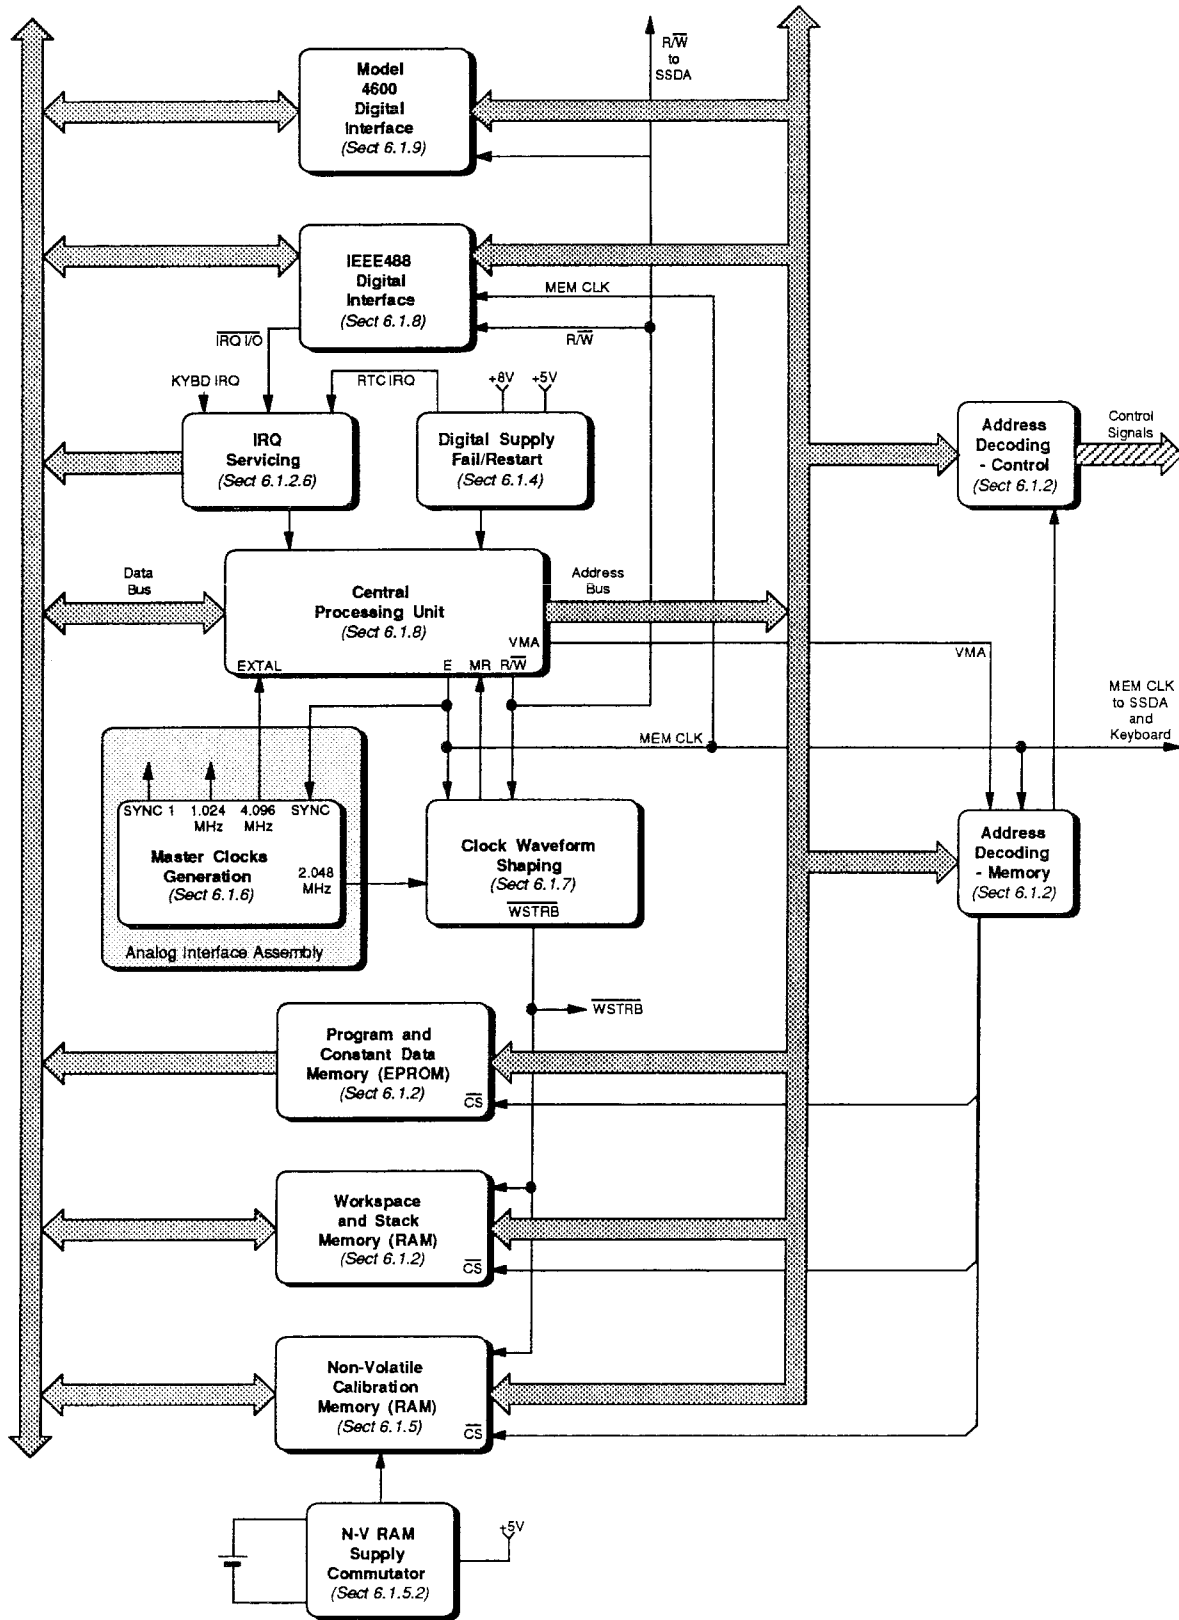 R/W̅
to
SSDA
Model
4600
Digital
Interface
(Sect 6.1.9)
IEEE488
Digital
Interface
(Sect 6.1.8)
MEM CLK
R/W̅
I̅R̅Q̅ ̅I̅/̅O̅
KYBD IRQ
RTC IRQ
+8V
+5V
IRQ
Servicing
(Sect 6.1.2.6)
Digital Supply
Fail/Restart
(Sect 6.1.4)
Address
Decoding
- Control
(Sect 6.1.2)
Control
Signals
Data
Bus
Central
Processing Unit
(Sect 6.1.8)
Address
Bus
VMA
VMA
EXTAL
E
MR
R/W̅
MEM CLK
MEM CLK
to SSDA
and
Keyboard
SYNC 1
1.024
MHz
4.096
MHz
SYNC
Master Clocks
Generation
(Sect 6.1.6)
2.048
MHz
Analog Interface Assembly
Clock Waveform
Shaping
(Sect 6.1.7)
W̅S̅T̅R̅B̅
Address
Decoding
- Memory
(Sect 6.1.2)
W̅S̅T̅R̅B̅
Program and
Constant Data
Memory (EPROM)
(Sect 6.1.2)
C̅S̅
Workspace
and Stack
Memory (RAM)
(Sect 6.1.2)
C̅S̅
Non-Volatile
Calibration
Memory (RAM)
(Sect 6.1.5)
C̅S̅
N-V RAM
Supply
Commutator
(Sect 6.1.5.2)
+5V